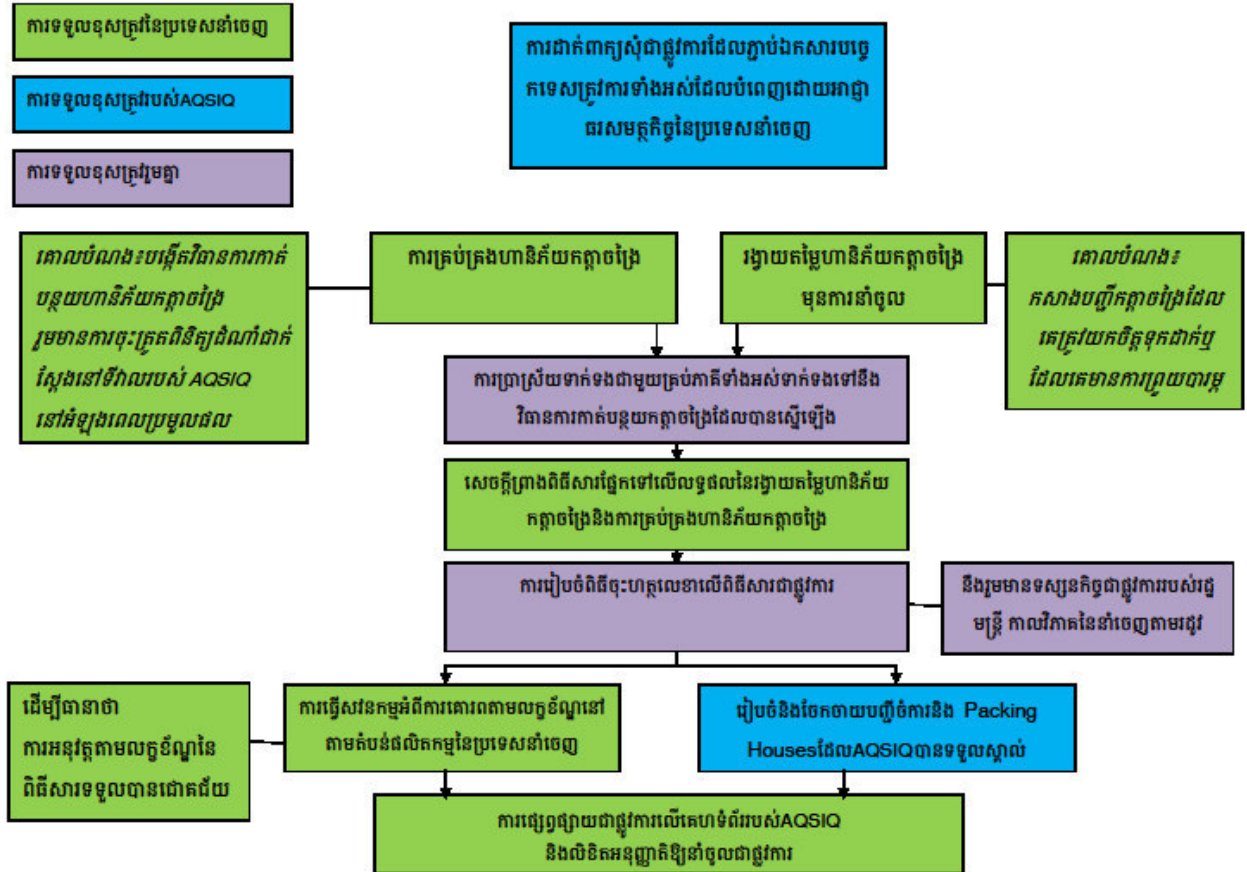 ការទទួលខុសត្រូវនៃប្រទេសនាំចេញ
ការទទួលខុសត្រូវរបស់AQSIQ
ការទទួលខុសត្រូវរួមគ្នា
ការដាក់ពាក្យសុំជាផ្លូវការដែលភ្ជាប់ឯកសារបច្ចេ
កទេសត្រូវការទាំងអស់ដែលបំពេញដោយអាជ្ញា
ធរសមត្ថកិច្ចនៃប្រទេសនាំចេញ
គោលបំណង៖បង្កើតវិធានការកាត់
បន្ថយហានិភ័យកត្តាចង្រៃ
រួមមានការចុះត្រួតពិនិត្យដំណាំជាក់
ស្តែងនៅទីវាលរបស់ AQSIQ
នៅអំឡុងពេលប្រមូលផល
ការគ្រប់គ្រងហានិភ័យកត្តាចង្រៃ
រង្វាយតម្លៃហានិភ័យកត្តាចង្រៃ
មុនការនាំចូល
គោលបំណង៖
កសាងបញ្ជីកត្តាចង្រៃដែល
គេត្រូវយកចិត្តទុកដាក់ឬ
ដែលគេមានការព្រួយបារម្ភ
ការប្រាស្រ័យទាក់ទងជាមួយគ្រប់ភាគីទាំងអស់ទាក់ទងទៅនឹង
វិធានការកាត់បន្ថយកត្តាចង្រៃដែលបានស្នើឡើង
សេចក្តីព្រាងពិធីសារផ្នែកទៅលើលទ្ធផលនៃរង្វាយតម្លៃហានិភ័យ
កត្តាចង្រៃនិងការគ្រប់គ្រងហានិភ័យកត្តាចង្រៃ
ការរៀបចំពិធីចុះហត្ថលេខាលើពិធីសារជាផ្លូវការ
នឹងរួមមានទស្សនកិច្ចជាផ្លូវការរបស់រដ្ឋ
មន្ត្រី កាលវិភាគនៃនាំចេញតាមរដូវ
ដើម្បីធានាថា
ការអនុវត្តតាមលក្ខខ័ណ្ឌនៃ
ពិធីសារទទួលបានជោគជ័យ
ការធ្វើសវនកម្មអំពីការគោរពតាមលក្ខខ័ណ្ឌនៅ
តាមតំបន់ផលិតកម្មនៃប្រទេសនាំចេញ
រៀបចំនិងចែកចាយបញ្ជីចំការនិង Packing
HousesដែលAQSIQបានទទួលស្គាល់
ការផ្សព្វផ្សាយជាផ្លូវការលើគេហទំព័ររបស់AQSIQ
និងលិខិតអនុញ្ញាតិឱ្យនាំចូលជាផ្លូវការ